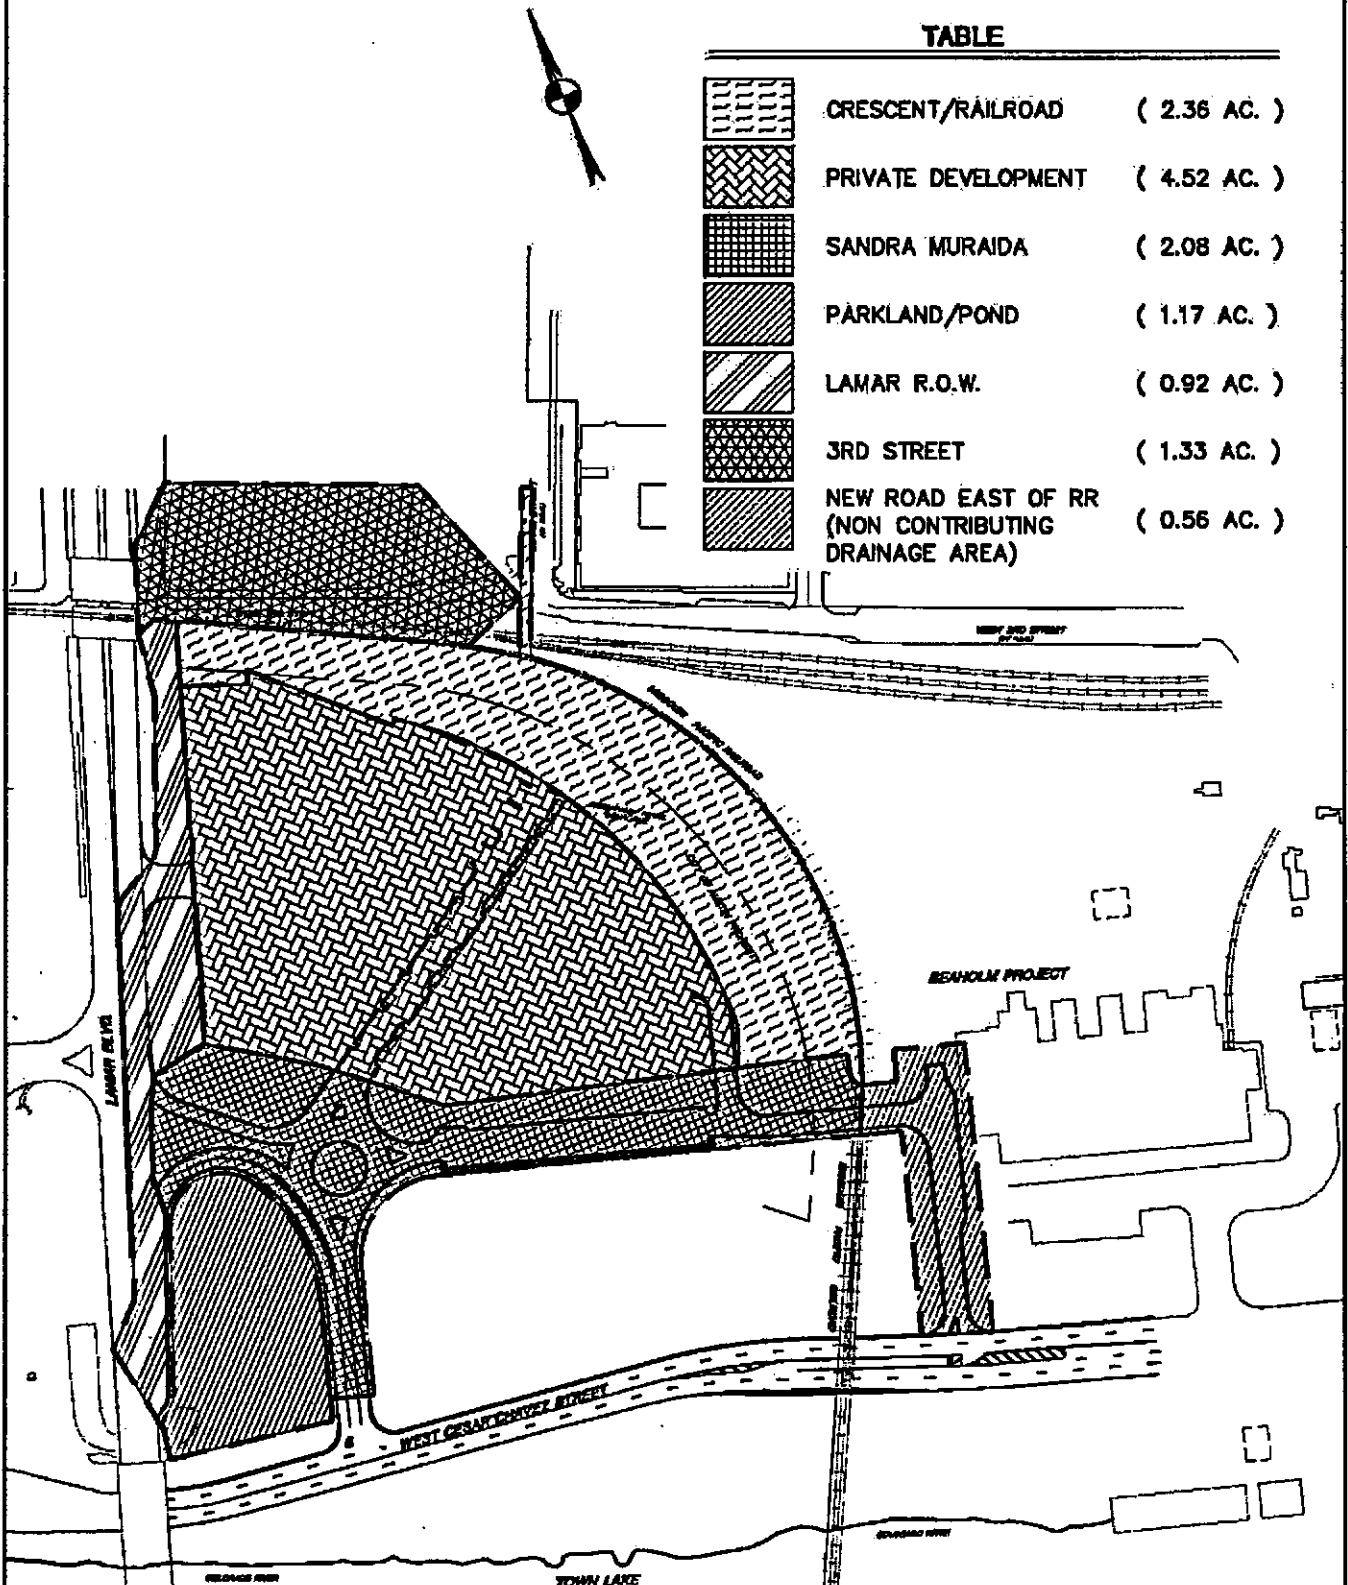 TABLE
CRESCENT/RAILROAD ( 2.36 AC. )
PRIVATE DEVELOPMENT ( 4.52 AC. )
SANDRA MURAIDA ( 2.08 AC. )
PARKLAND/POND ( 1.17 AC. )
LAMAR R.O.W. ( 0.92 AC. )
3RD STREET ( 1.33 AC. )
NEW ROAD EAST OF RR
(NON CONTRIBUTING ( 0.56 AC. )
DRAINAGE AREA)
WEST 3RD STREET
SEAHOLM PROJECT
LAMAR BLVD.
WEST CESAR CHAVEZ STREET
TOWN LAKE